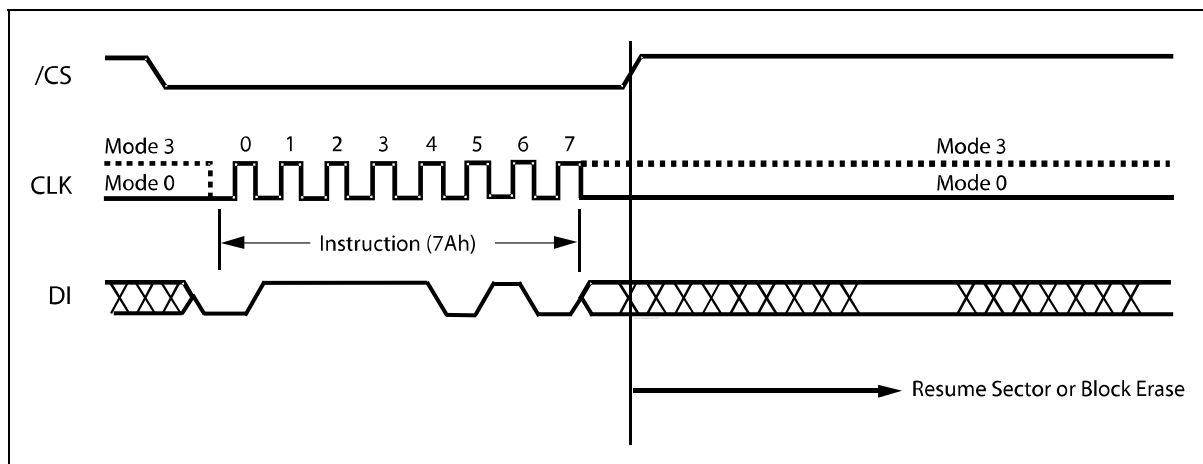 /CS
0 1 2 3 4 5 6 7
Mode 3 Mode 3
CLK
Mode 0 Mode 0
Instruction (7Ah)
DI
Resume Sector or Block Erase